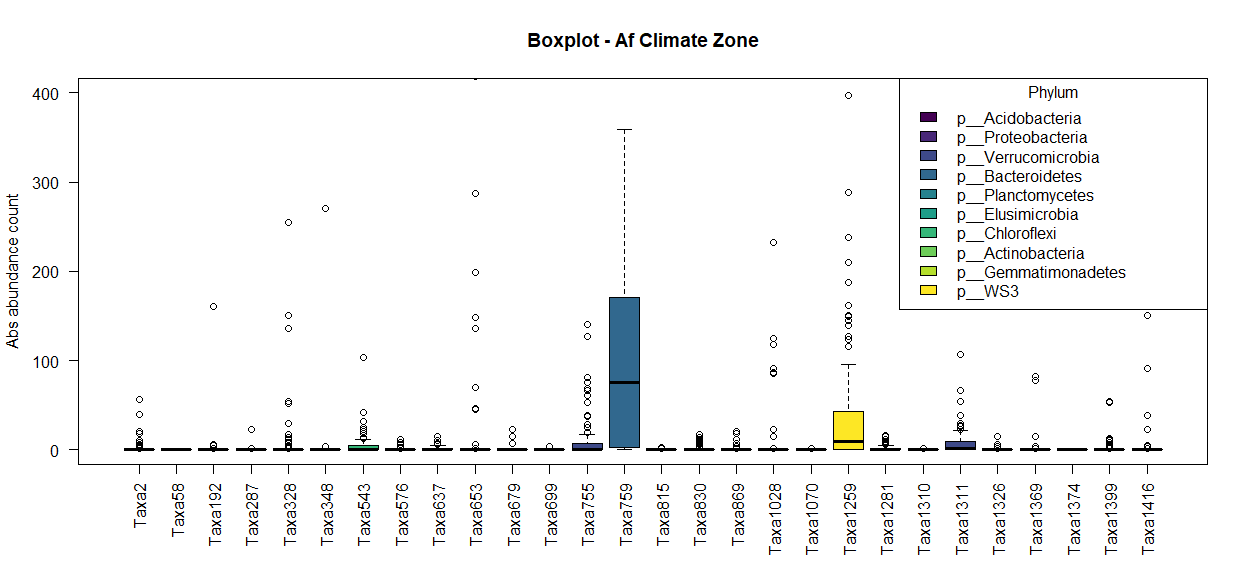 Boxplot - Af Climate Zone
Abs abundance count
400
300
200
100
0
Phylum
p__Acidobacteria
p__Proteobacteria
p__Verrucomicrobia
p__Bacteroidetes
p__Planctomycetes
p__Elusimicrobia
p__Chloroflexi
p__Actinobacteria
p__Gemmatimonadetes
p__WS3
Taxa2
Taxa58
Taxa192
Taxa287
Taxa328
Taxa348
Taxa543
Taxa576
Taxa637
Taxa653
Taxa679
Taxa699
Taxa755
Taxa759
Taxa815
Taxa830
Taxa869
Taxa1028
Taxa1070
Taxa1259
Taxa1281
Taxa1310
Taxa1311
Taxa1326
Taxa1369
Taxa1374
Taxa1399
Taxa1416